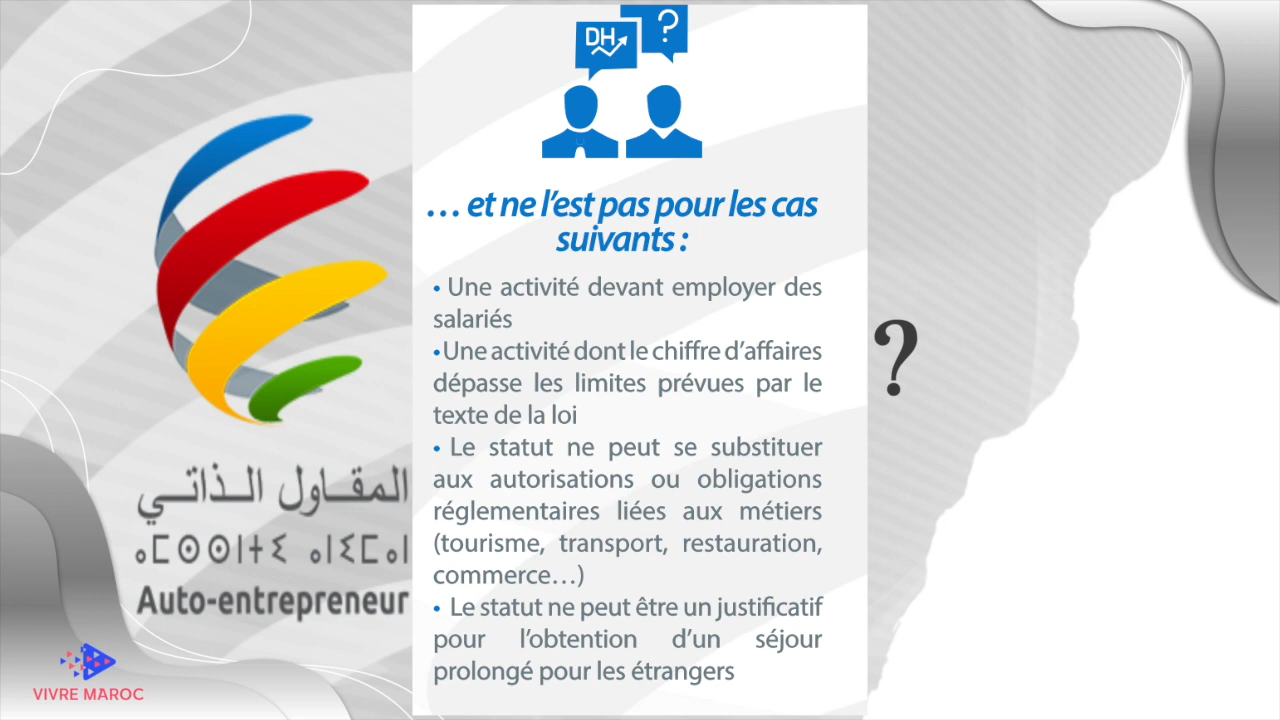 DH
?
… et ne l’est pas pour les cas
suivants :
• Une activité devant employer des
salariés
• Une activité dont le chiffre d’affaires
dépasse les limites prévues par le
texte de la loi
• Le statut ne peut se substituer
aux autorisations ou obligations
réglementaires liées aux métiers
(tourisme, transport, restauration,
commerce…)
• Le statut ne peut être un justificatif
pour l’obtention d’un séjour
prolongé pour les étrangers
?
المقـاول الـذاتـي
ⴰⵎⵙⵙⵏⵜⵉ ⴰⵏⵉⵎⴰⵏ
Auto-entrepreneur
VIVRE MAROC